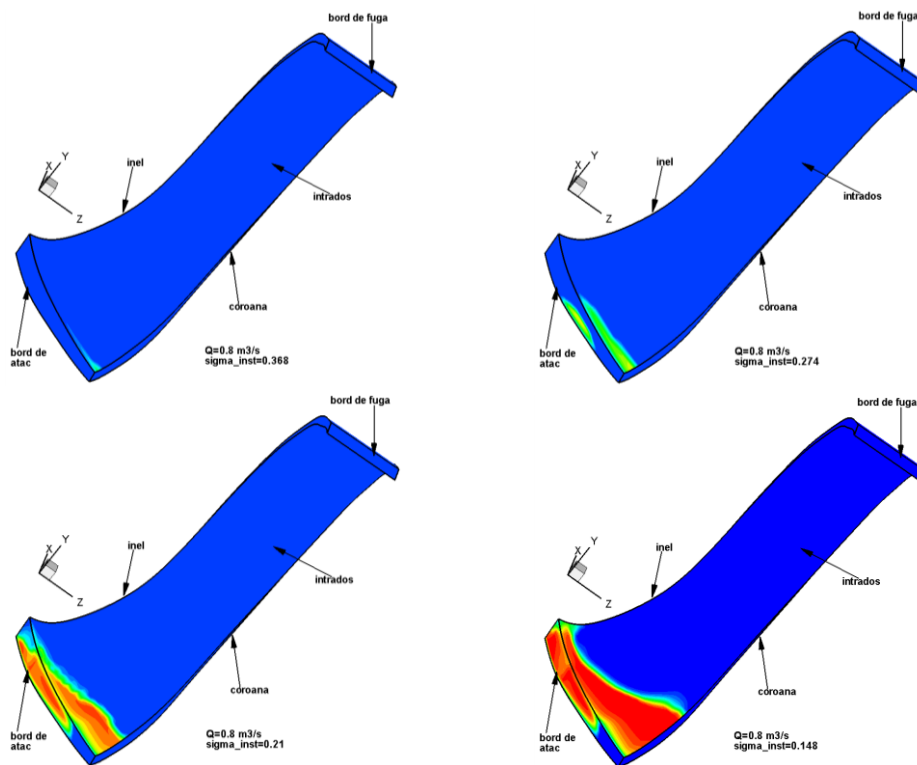 bord de fuga
inel
X
Y
Z
intrados
coroana
bord de
atac
Q=0.8 m3/s
sigma_inst=0.368
bord de fuga
inel
X
Y
Z
intrados
coroana
bord de
atac
Q=0.8 m3/s
sigma_inst=0.274
bord de fuga
inel
X
Y
Z
intrados
coroana
bord de
atac
Q=0.8 m3/s
sigma_inst=0.21
bord de fuga
inel
X
Y
Z
intrados
coroana
bord de
atac
Q=0.8 m3/s
sigma_inst=0.148